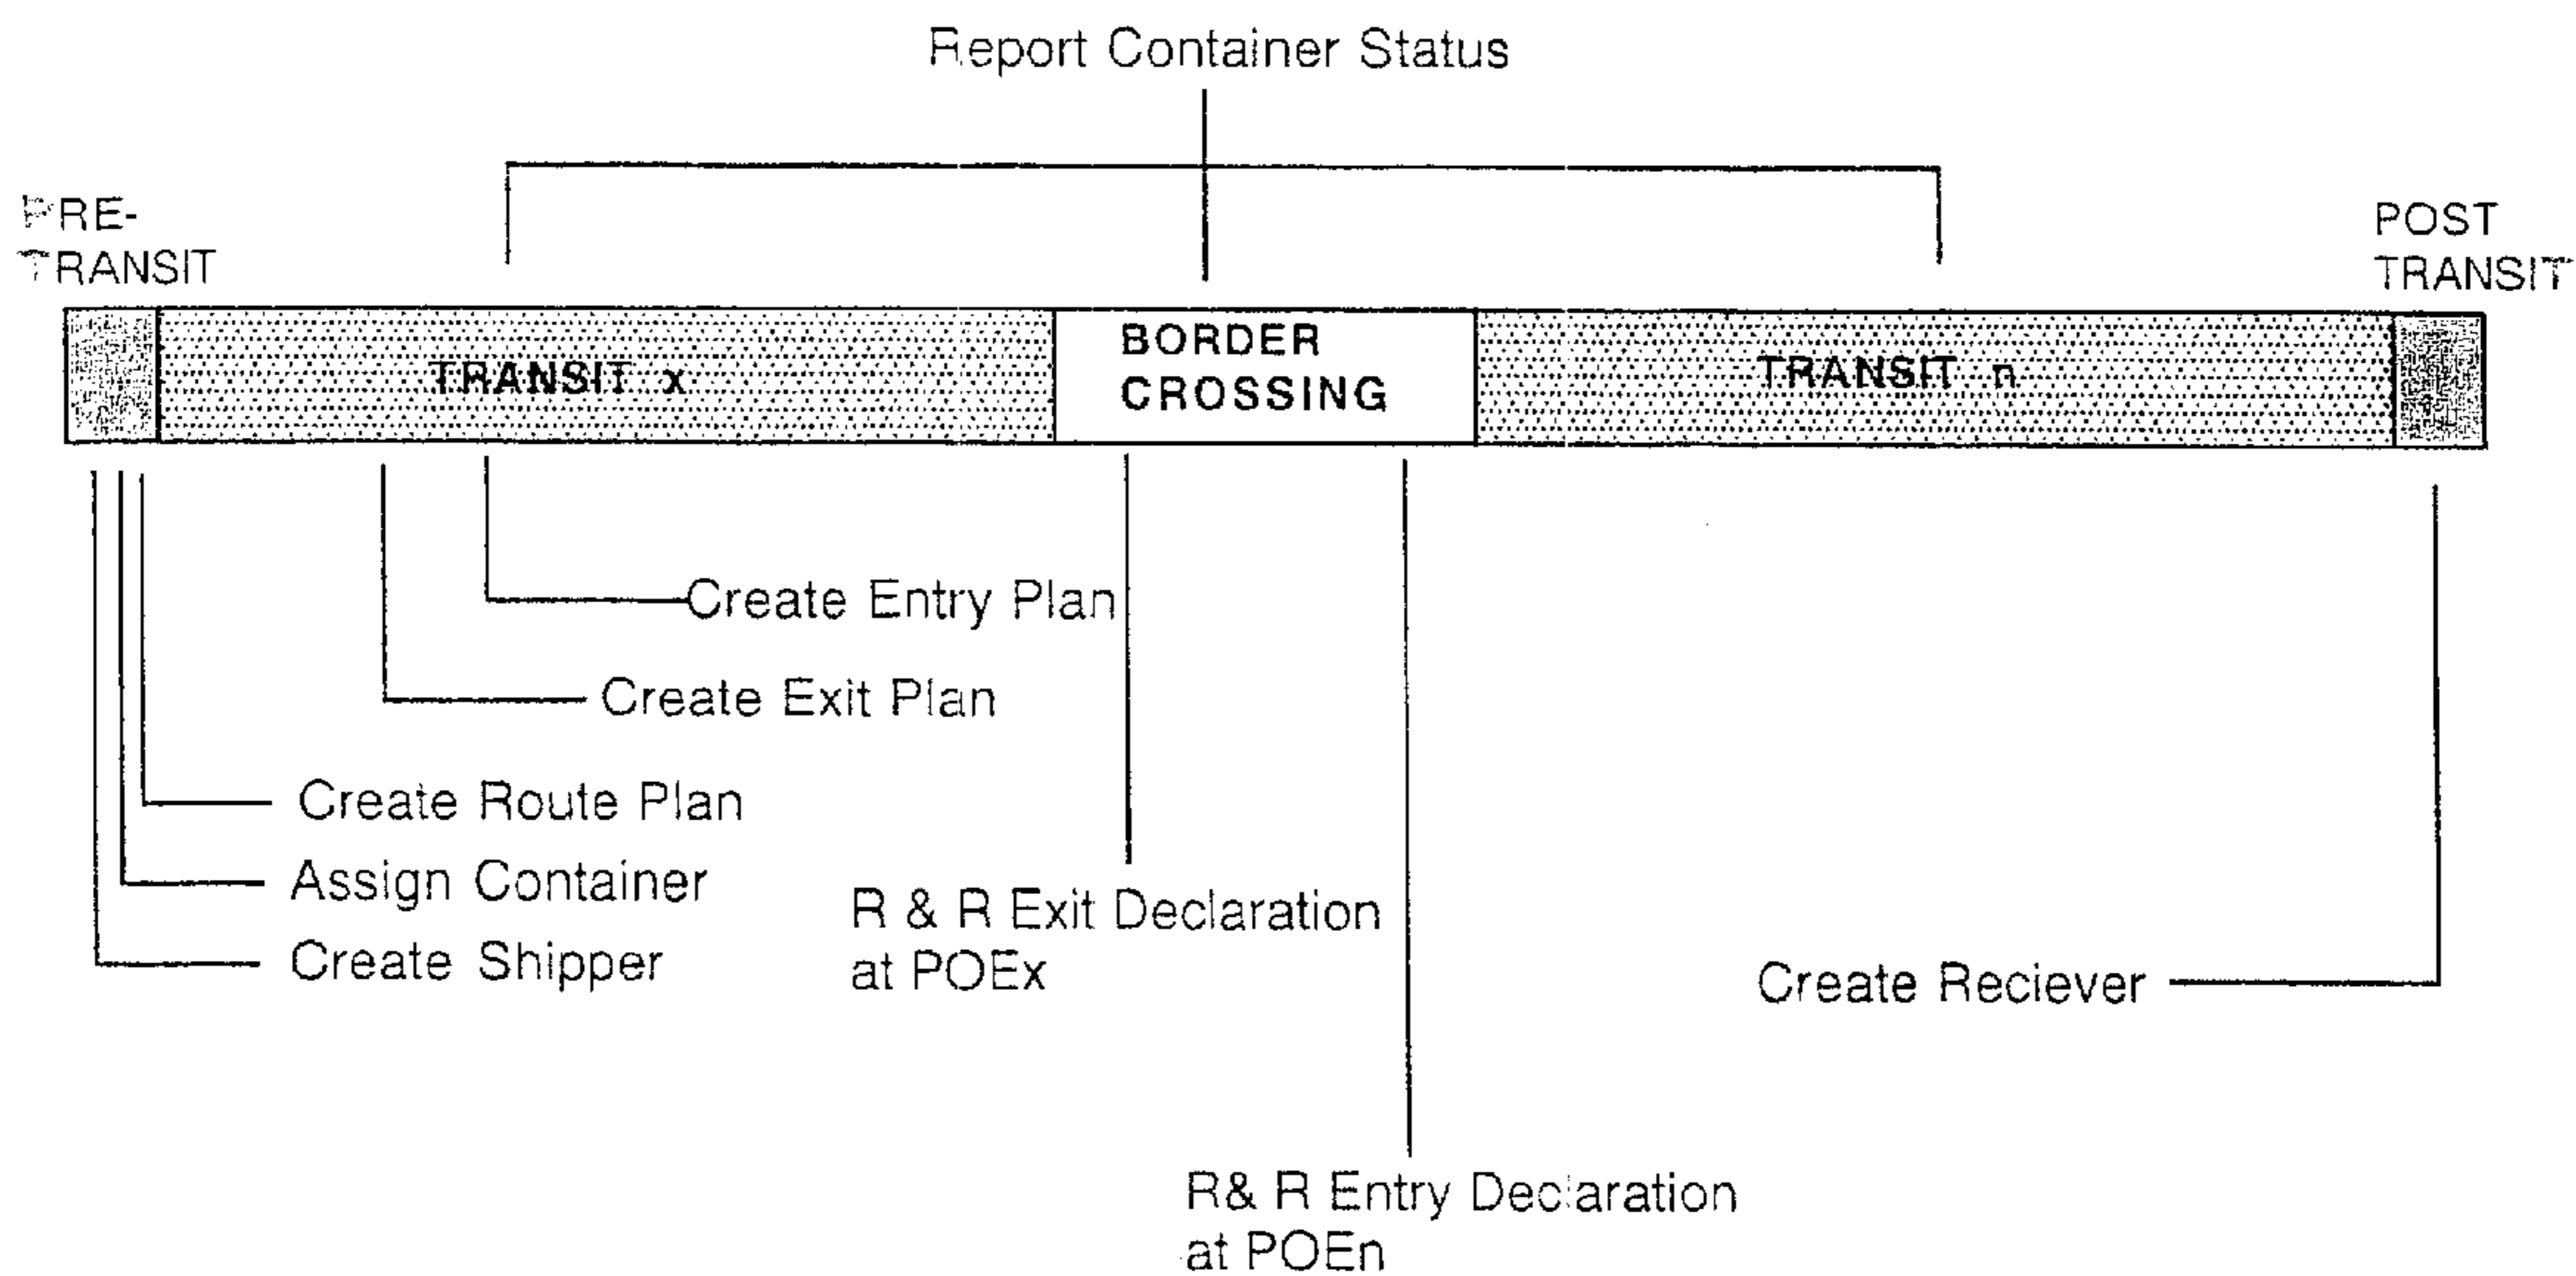 Report Container Status
PRE-
TRANSIT
POST
TRANSIT
TRANSIT x
BORDER
CROSSING
TRANSIT n
Create Entry Plan
Create Exit Plan
Create Route Plan
Assign Container
Create Shipper
R & R Exit Declaration
at POEx
Create Reciever
R& R Entry Declaration
at POEn